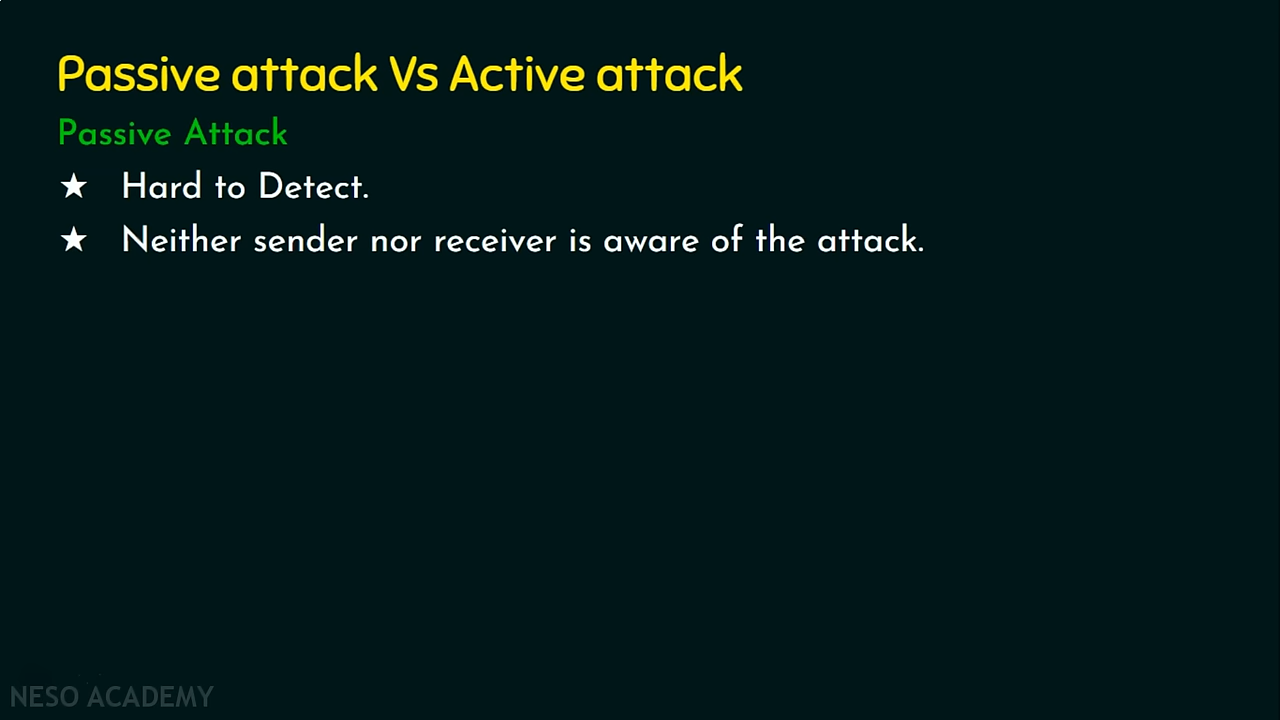 Passive attack Vs Active attack
Passive Attack
★ Hard to Detect.
★ Neither sender nor receiver is aware of the attack.
NESO ACADEMY